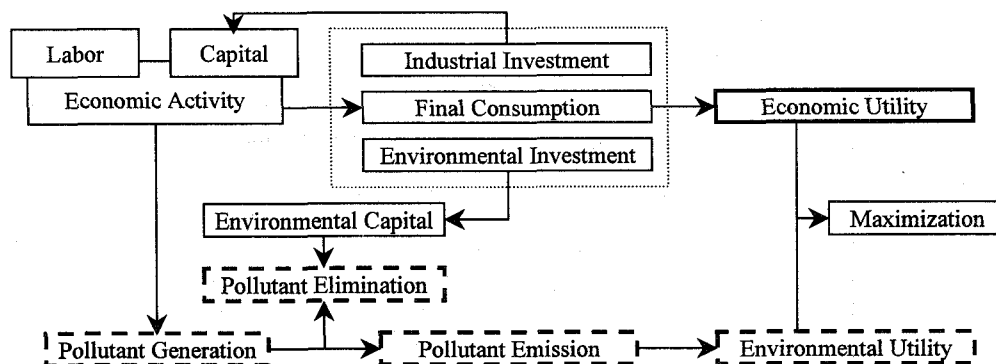 Labor
Capital
Economic Activity
Industrial Investment
Final Consumption
Environmental Investment
Economic Utility
Environmental Capital
Maximization
Pollutant Elimination
Pollutant Generation
Pollutant Emission
Environmental Utility